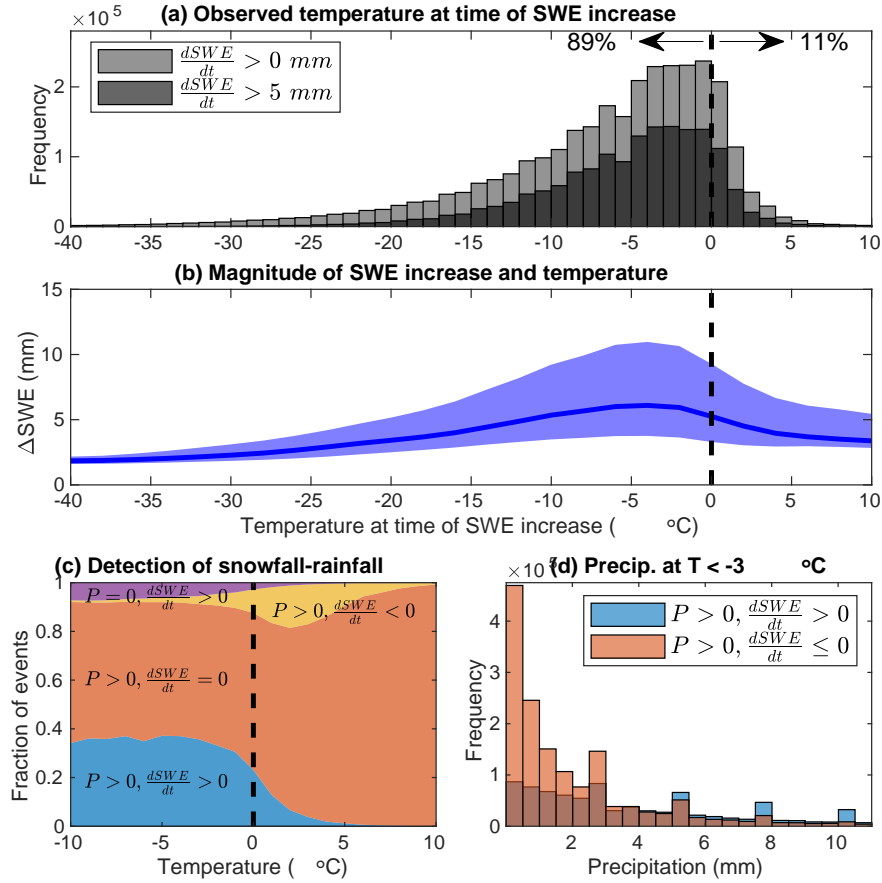 (a) Observed temperature at time of SWE increase
× 10^5
89%
11%
dSWE/dt > 0 mm
dSWE/dt > 5 mm
Frequency
2
1
0
-40 -35 -30 -25 -20 -15 -10 -5 0 5 10
(b) Magnitude of SWE increase and temperature
ΔSWE (mm)
15
10
5
0
-40 -35 -30 -25 -20 -15 -10 -5 0 5 10
Temperature at time of SWE increase ( °C)
(c) Detection of snowfall-rainfall
Fraction of events
1
0.8
0.6
0.4
0.2
0
P = 0, dSWE/dt > 0
P > 0, dSWE/dt < 0
P > 0, dSWE/dt = 0
P > 0, dSWE/dt > 0
-10 -5 0 5 10
Temperature ( °C)
(d) Precip. at T < -3 °C
P > 0, dSWE/dt > 0
P > 0, dSWE/dt ≤ 0
Frequency
4
2
0
2 4 6 8 10
Precipitation (mm)